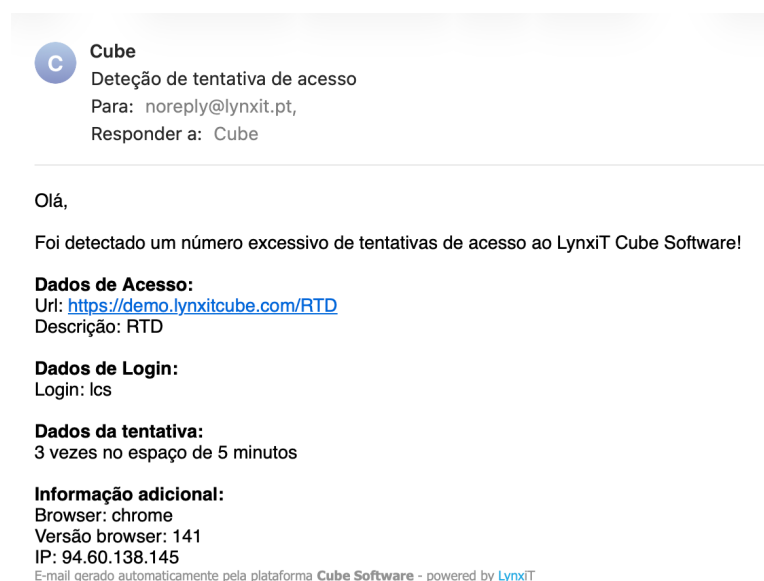 C
Cube
Deteção de tentativa de acesso
Para: noreply@lynxit.pt,
Responder a: Cube
Olá,
Foi detectado um número excessivo de tentativas de acesso ao LynxiT Cube Software!
Dados de Acesso:
Url: https://demo.lynxitcube.com/RTD
Descrição: RTD
Dados de Login:
Login: lcs
Dados da tentativa:
3 vezes no espaço de 5 minutos
Informação adicional:
Browser: chrome
Versão browser: 141
IP: 94.60.138.145
E-mail gerado automaticamente pela plataforma Cube Software - powered by LynxiT